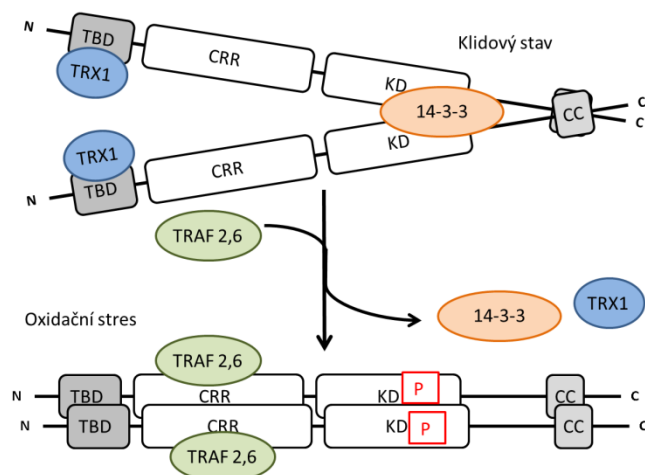 N
TBD
TRX1
CRR
KD
Klidový stav
14-3-3
CC
C
C
TRX1
TBD
N
CRR
KD
TRAF 2,6
14-3-3
TRX1
Oxidační stres
TRAF 2,6
N
TBD
CRR
KD
P
CC
C
N
TBD
CRR
KD
P
CC
C
TRAF 2,6